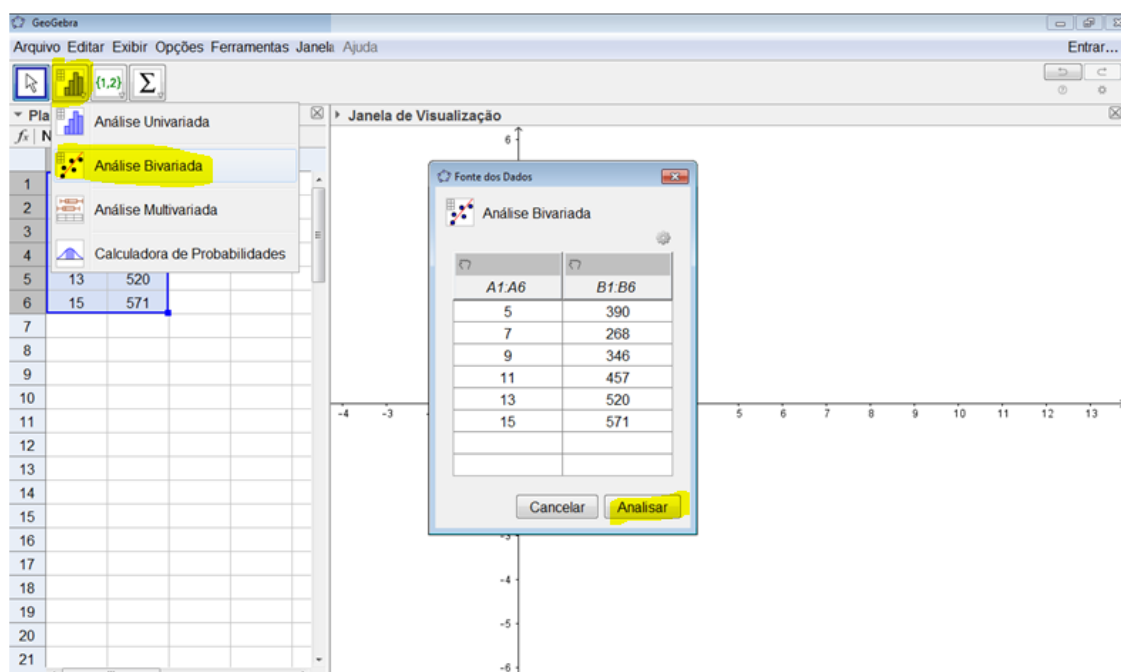 GeoGebra
Arquivo Editar Exibir Opções Ferramentas Janela Ajuda
Entrar...
{1,2} Σ
Pla
Janela de Visualização
fx N
Análise Univariada
Análise Bivariada
Análise Multivariada
Calculadora de Probabilidades
1
2
3
4
5 13 520
6 15 571
7
8
9
10
11
12
13
14
15
16
17
18
19
20
21
Fonte dos Dados
Análise Bivariada
A1:A6 B1:B6
5 390
7 268
9 346
11 457
13 520
15 571
Cancelar Analisar
6
-4 -3 5 6 7 8 9 10 11 12 13
-3
-4
-5
-6